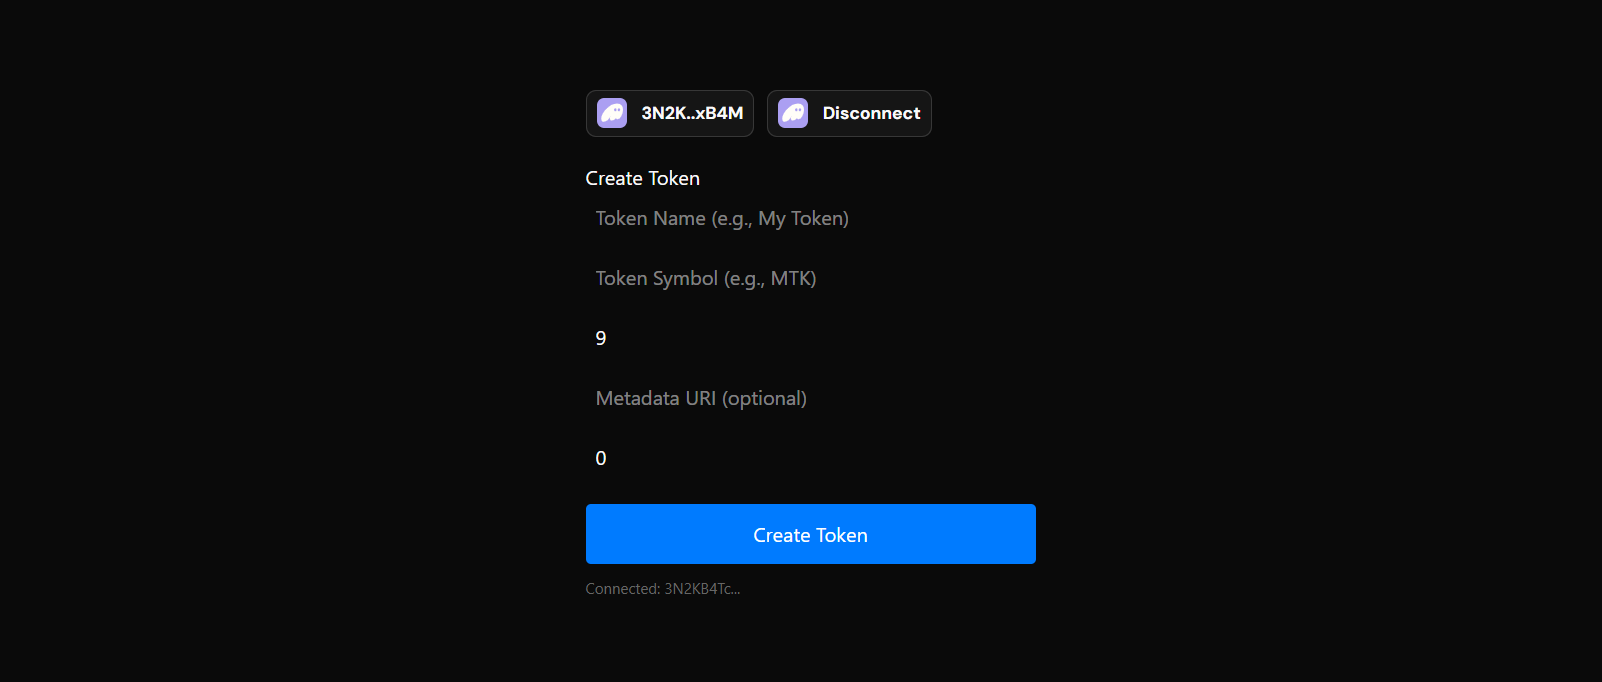 3N2K..xB4M Disconnect
Create Token
Token Name (e.g., My Token)
Token Symbol (e.g., MTK)
9
Metadata URI (optional)
0
Create Token
Connected: 3N2KB4Tc...